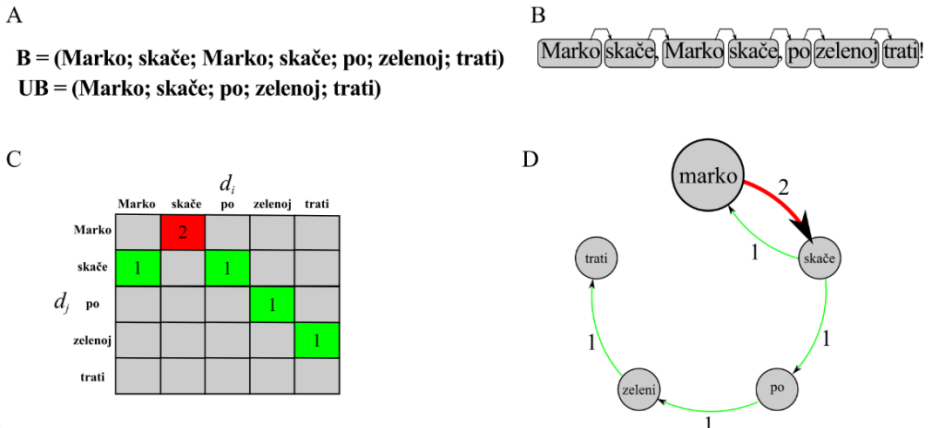 A
B = (Marko; skače; Marko; skače; po; zelenoj; trati)
UB = (Marko; skače; po; zelenoj; trati)
B
Marko skače, Marko skače, po zelenoj trati!
C
di
Marko skače po zelenoj trati
Marko 2
skače 1 1
dj po 1
zelenoj 1
trati
D
marko
2
trati
1
skače
1
1
zeleni
po
1